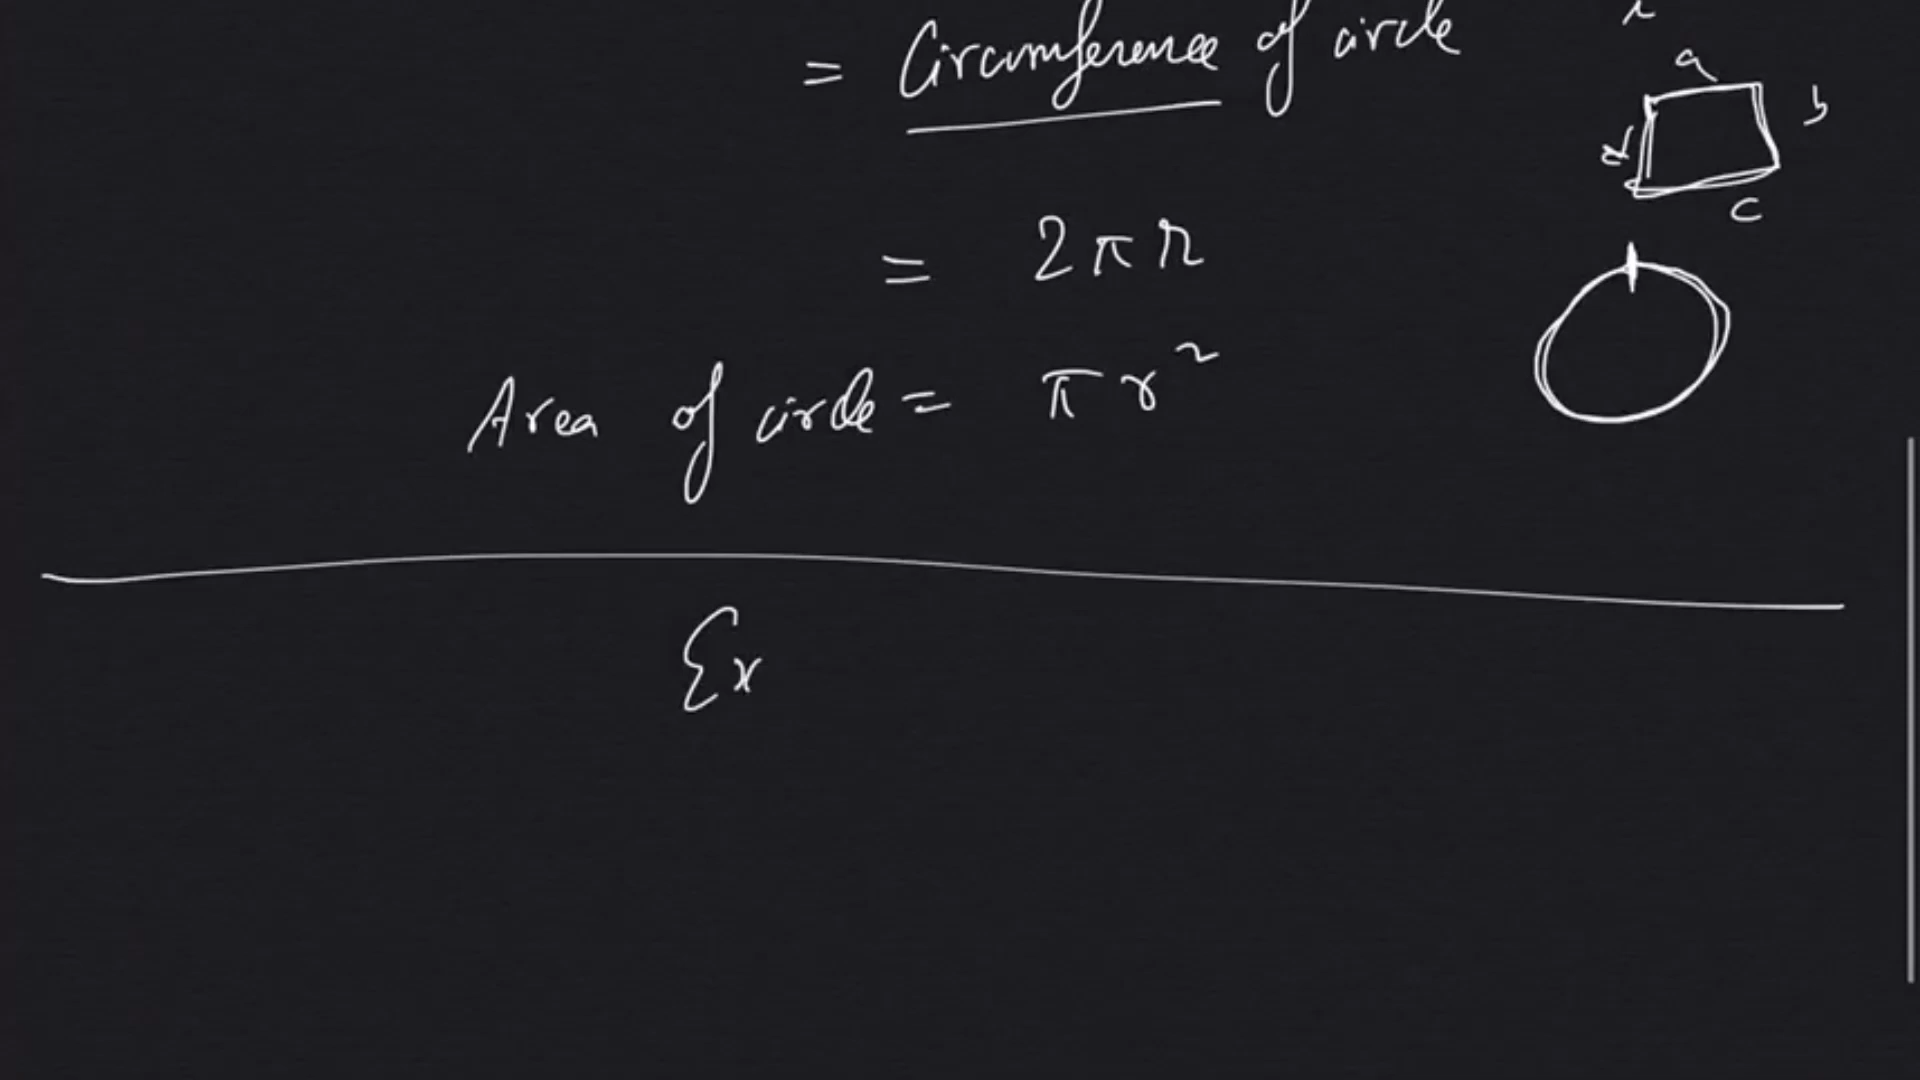 = Circumference of circle
a
b
d
c
= 2πr
Area of circle = πr²
Ex